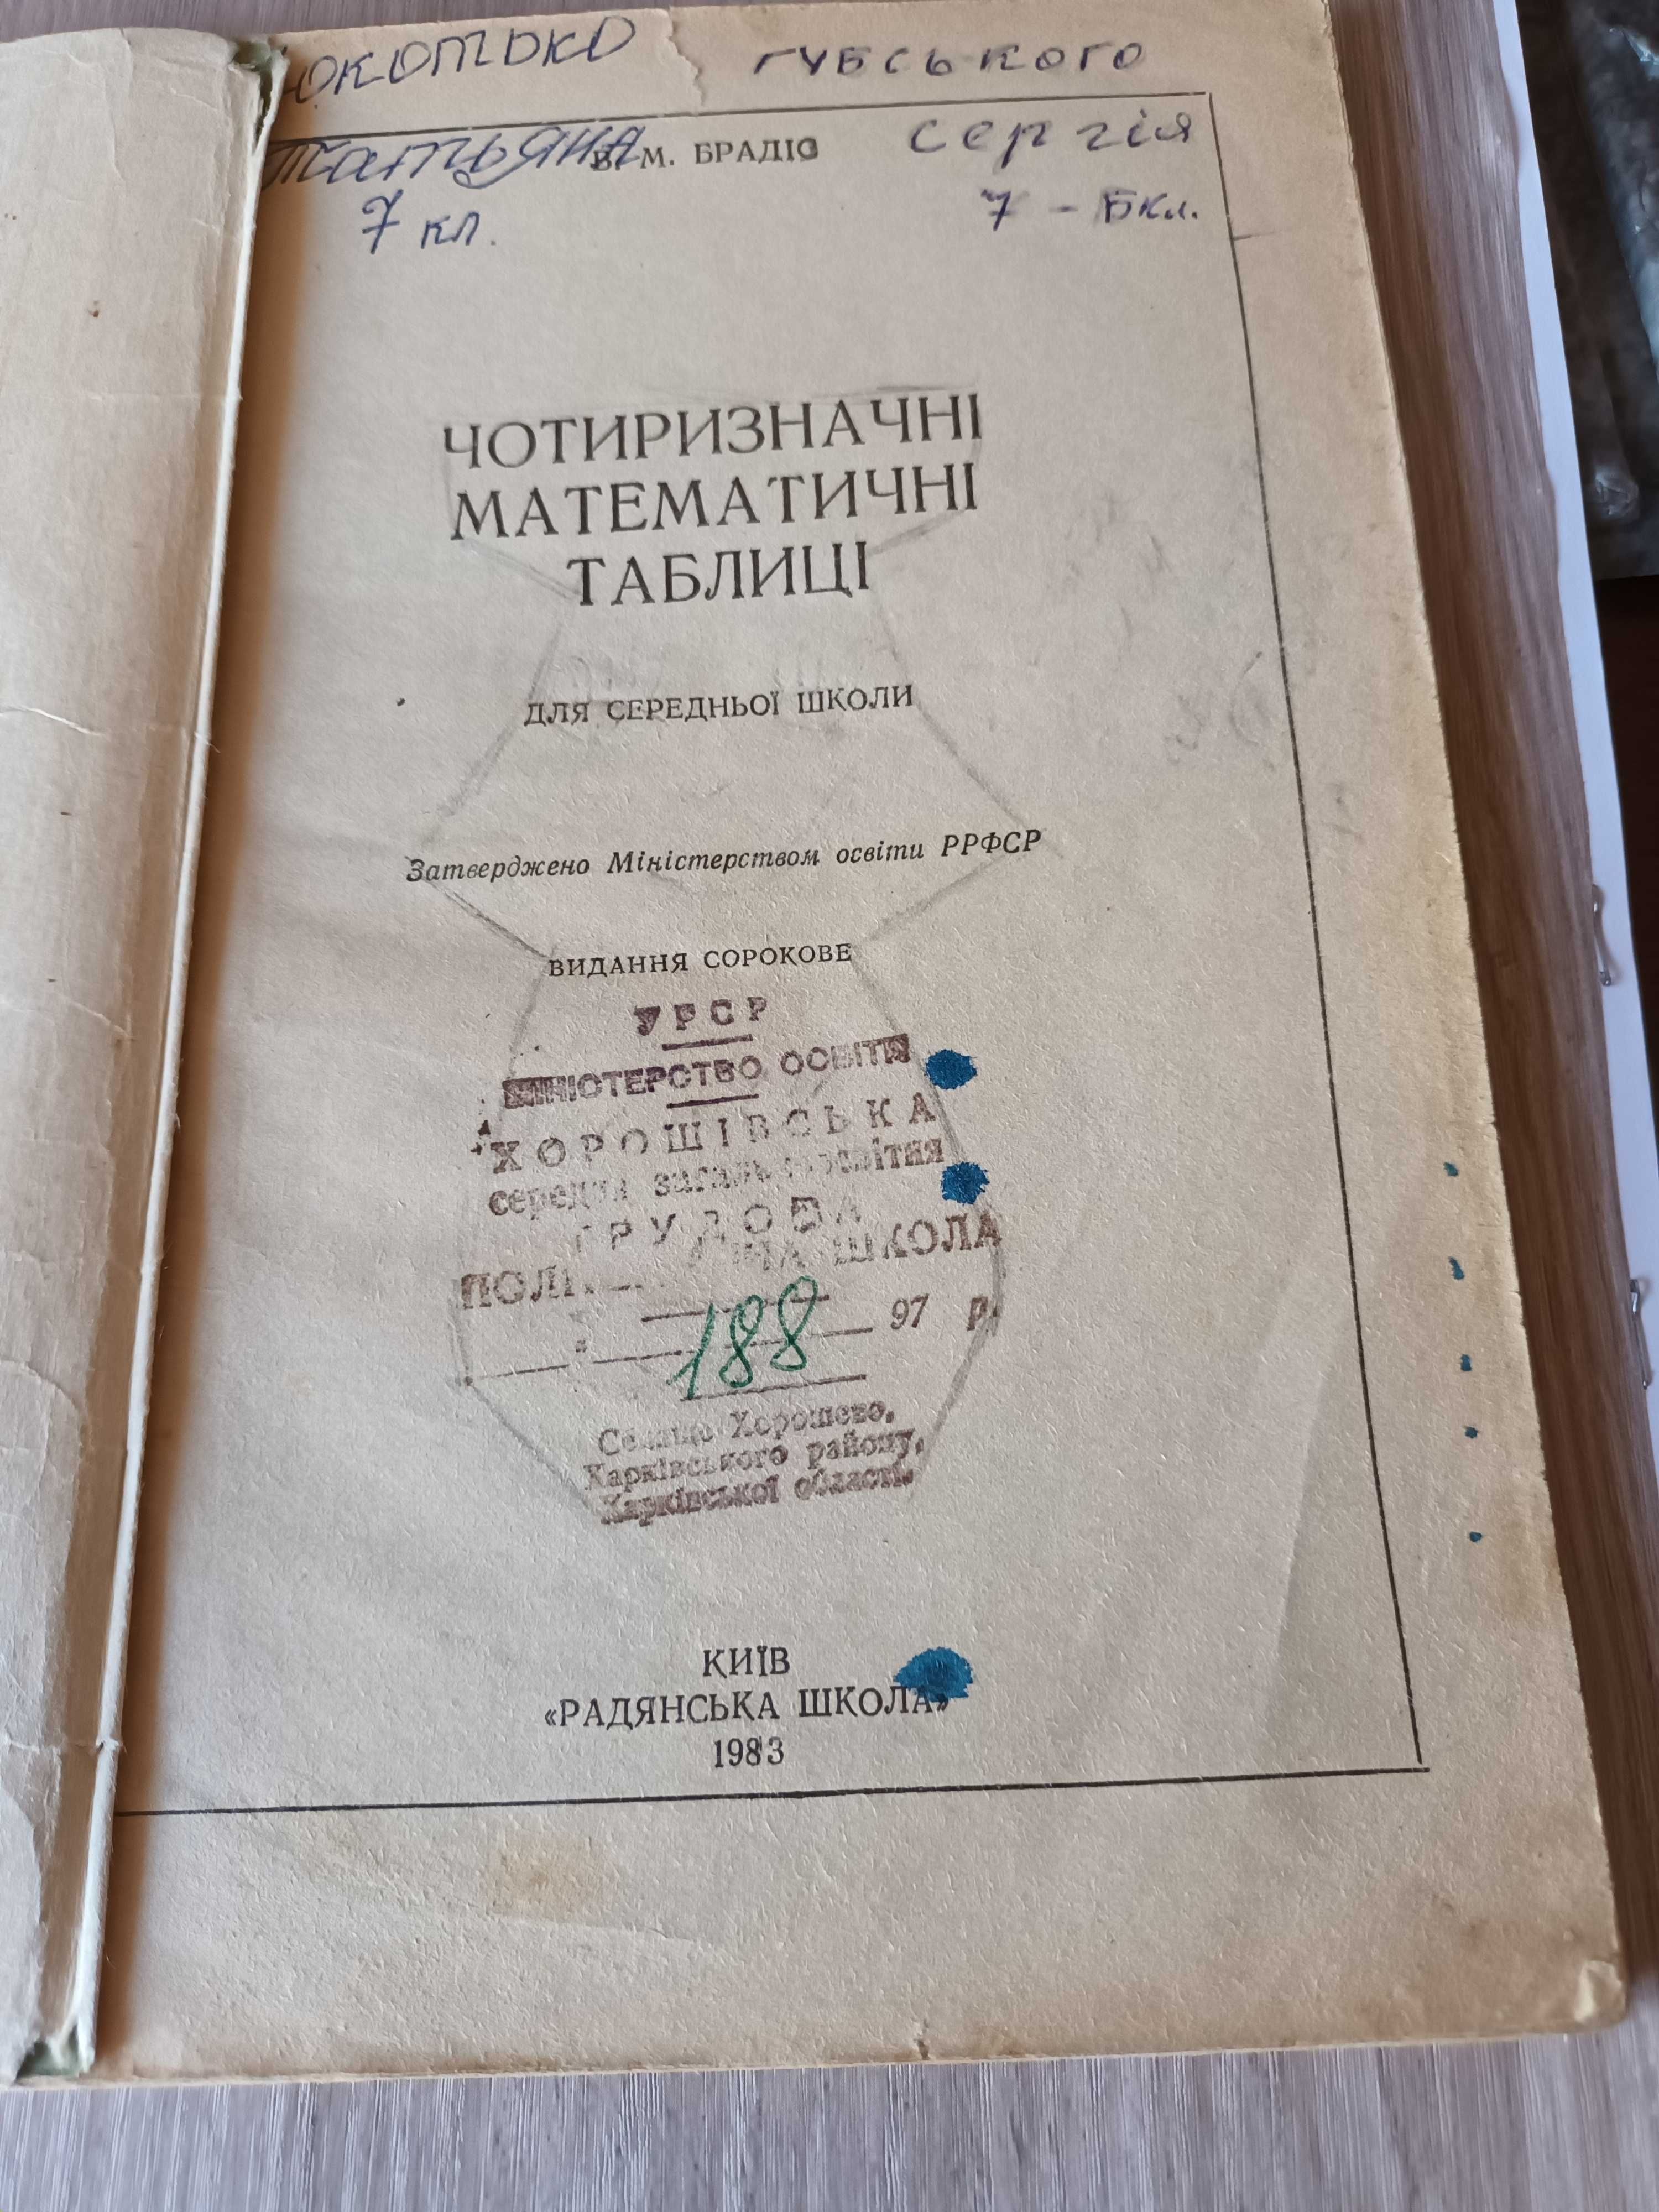 губського
Татьяна
В. М. БРАДІС
Сергія
7 кл.
7 - Б кл.
ЧОТИРИЗНАЧНІ
МАТЕМАТИЧНІ
ТАБЛИЦІ
ДЛЯ СЕРЕДНЬОЇ ШКОЛИ
Затверджено Міністерством освіти РРФСР
ВИДАННЯ СОРОКОВЕ
УРСР
МІНІСТЕРСТВО ОСВІТИ
ХОРОШІВСЬКА
середня загальноосвітня
ТРУДОВА
ШКОЛА
188
97 р.
Селище Хорошево,
Харківського району,
Харківської області.
КИЇВ
«РАДЯНСЬКА ШКОЛА»
1983